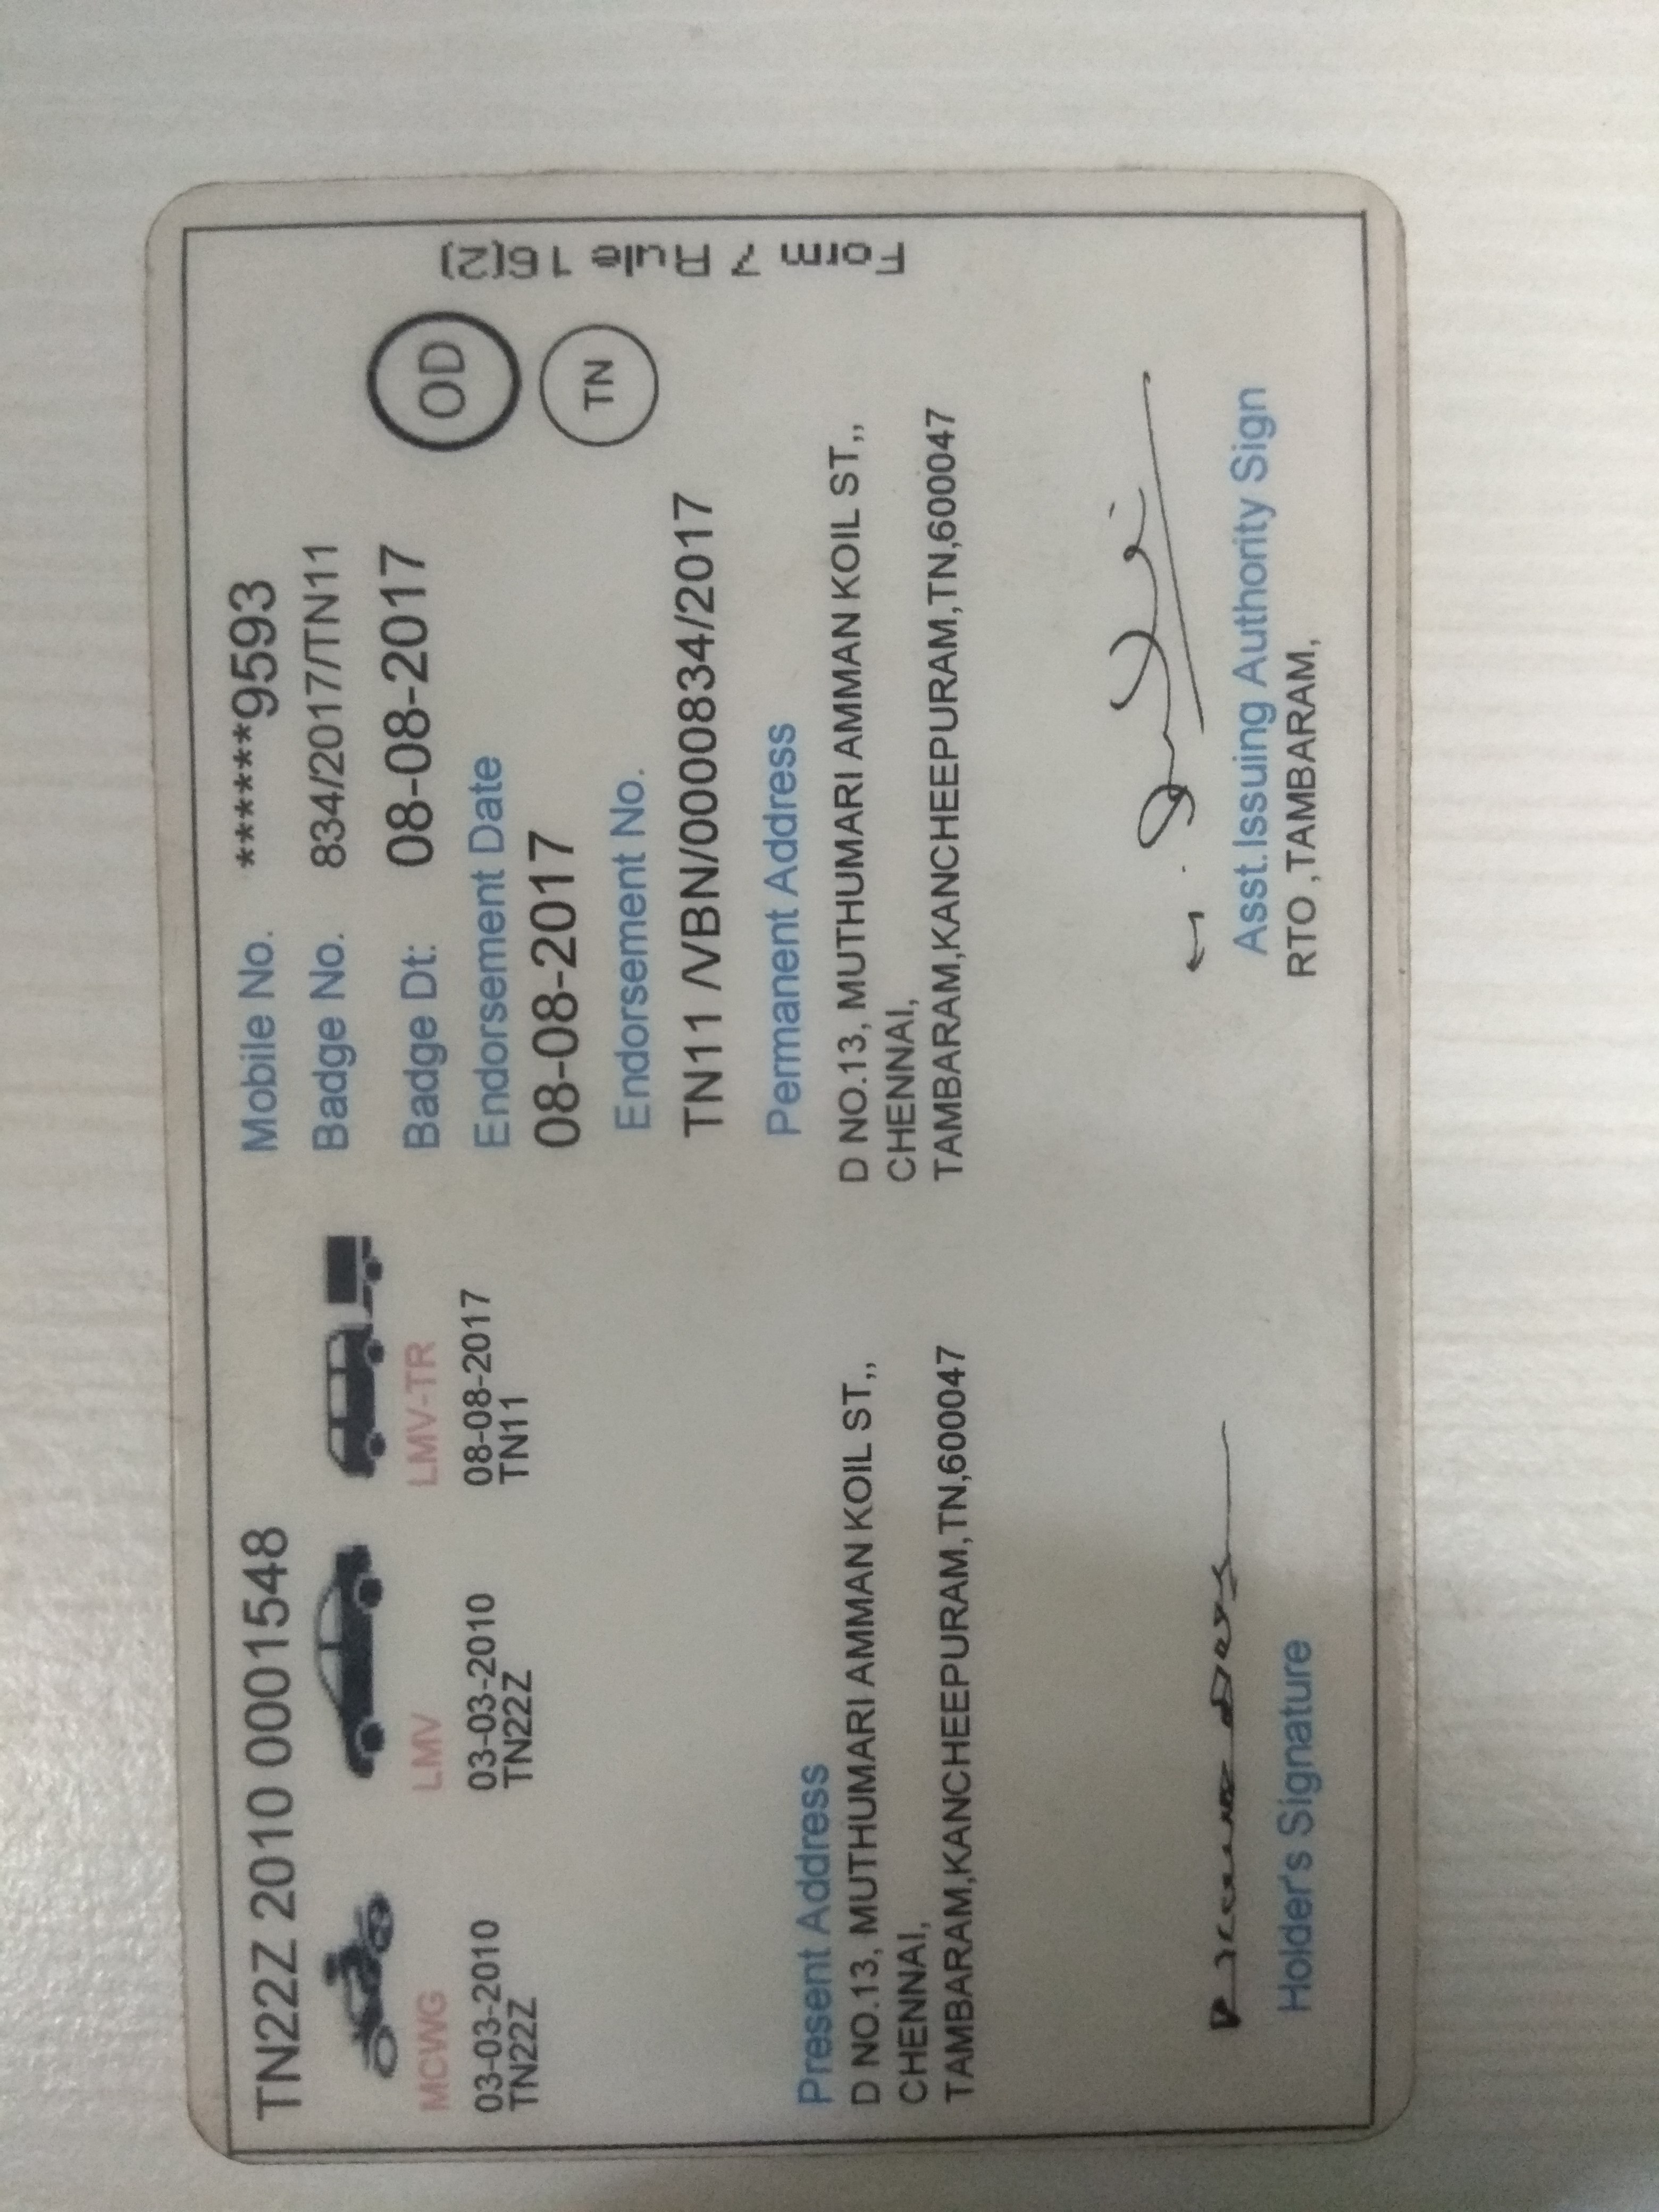 TN22Z 2010 0001548
MCWG
03-03-2010
TN22Z
LMV
03-03-2010
TN22Z
LMV-TR
08-08-2017
TN11
Mobile No. ******9593
Badge No. 834/2017/TN11
Badge Dt: 08-08-2017
Endorsement Date
08-08-2017
Endorsement No.
TN11 /VBN/0000834/2017
OD
TN
Form 7 Rule 16(2)
Present Address
D NO.13, MUTHUMARI AMMAN KOIL ST,,
CHENNAI,
TAMBARAM,KANCHEEPURAM,TN,600047
Permanent Address
D NO.13, MUTHUMARI AMMAN KOIL ST,,
CHENNAI,
TAMBARAM,KANCHEEPURAM,TN,600047
Holder's Signature
Asst.Issuing Authority Sign
RTO ,TAMBARAM,